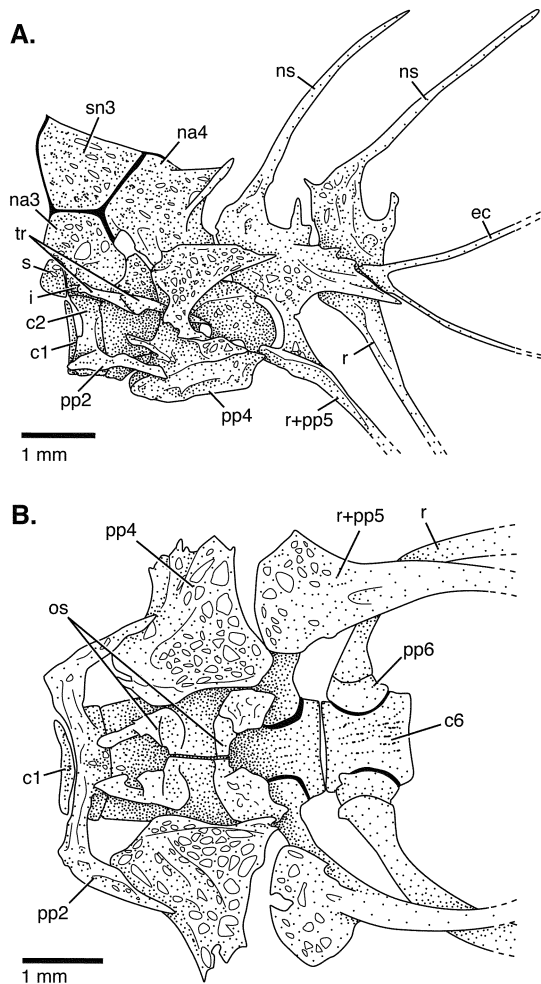 A.
ns
ns
sn3
na4
na3
tr
s
i
c2
c1
pp2
ec
r
pp4
r+pp5
1 mm
B.
pp4
r+pp5
r
os
pp6
c6
c1
pp2
1 mm